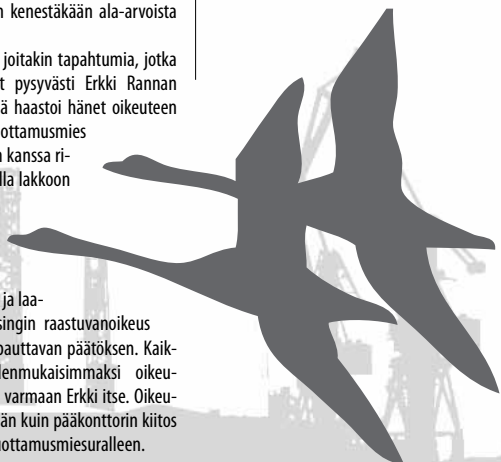 n kenestäkään ala-arvoista
joitakin tapahtumia, jotka
t pysyvästi Erkki Rannan
ä haastoi hänet oikeuteen
ottamusmies
n kanssa ri-
lla lakkoon
ja laa-
singin raastuvanoikeus
pauttavan päätöksen. Kaik-
lenmukaisimmaksi oikeu-
varmaan Erkki itse. Oikeu-
än kuin pääkonttorin kiitos
uottamusmiesuralleen.